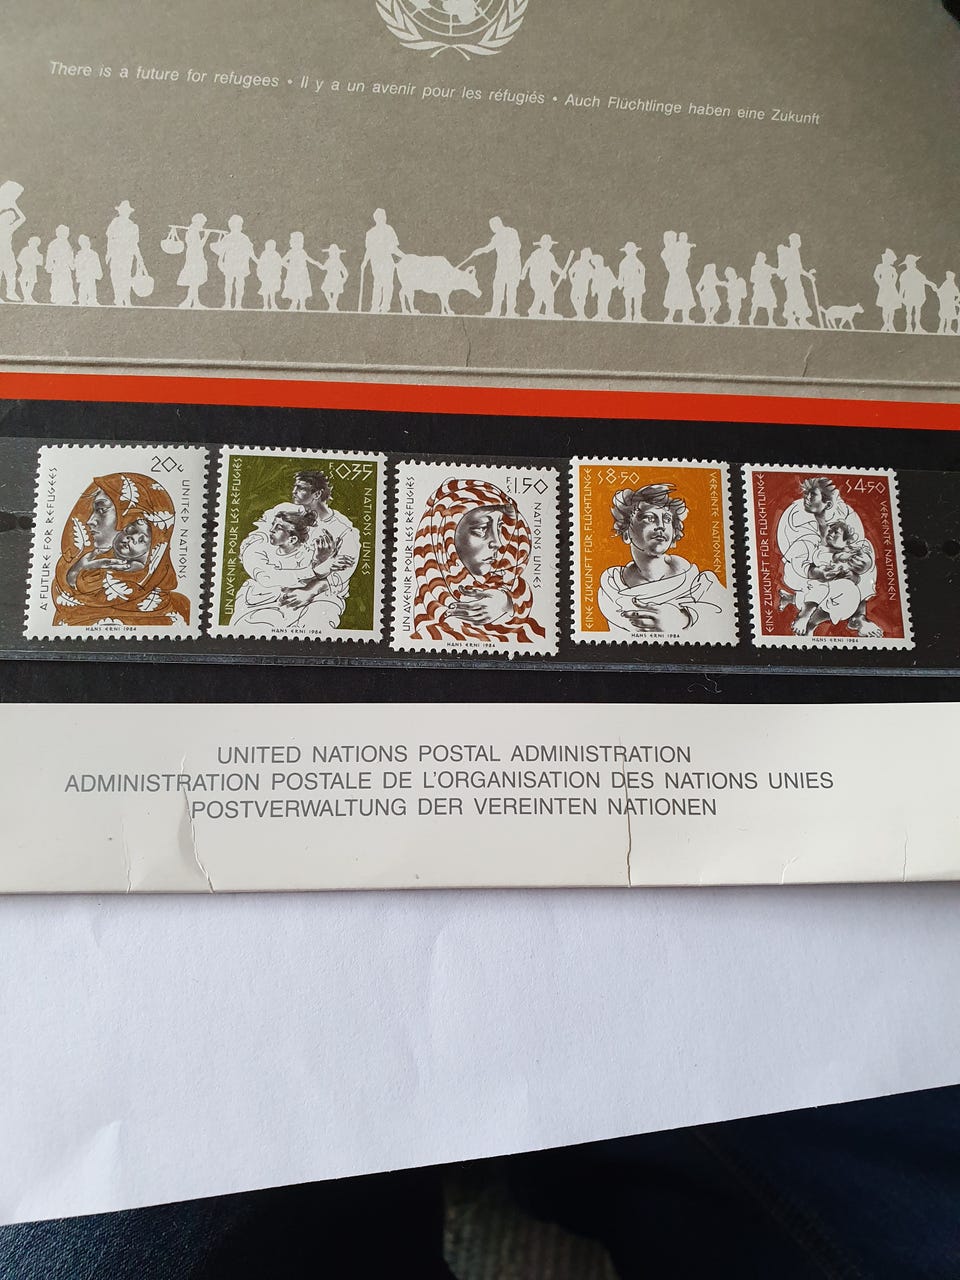 There is a future for refugees • Il y a un avenir pour les réfugiés • Auch Flüchtlinge haben eine Zukunft
A FUTURE FOR REFUGEES
20c
UNITED NATIONS
HANS ERNI 1984
UN AVENIR POUR LES RÉFUGIÉS
F.S. 0,35
NATIONS UNIES
HANS ERNI 1984
UN AVENIR POUR LES RÉFUGIÉS
F.S. 1.50
NATIONS UNIES
HANS ERNI 1984
EINE ZUKUNFT FÜR FLÜCHTLINGE
S8·50
VEREINTE NATIONEN
HANS ERNI 1984
EINE ZUKUNFT FÜR FLÜCHTLINGE
S4·50
VEREINTE NATIONEN
HANS ERNI 1984
UNITED NATIONS POSTAL ADMINISTRATION
ADMINISTRATION POSTALE DE L'ORGANISATION DES NATIONS UNIES
POSTVERWALTUNG DER VEREINTEN NATIONEN